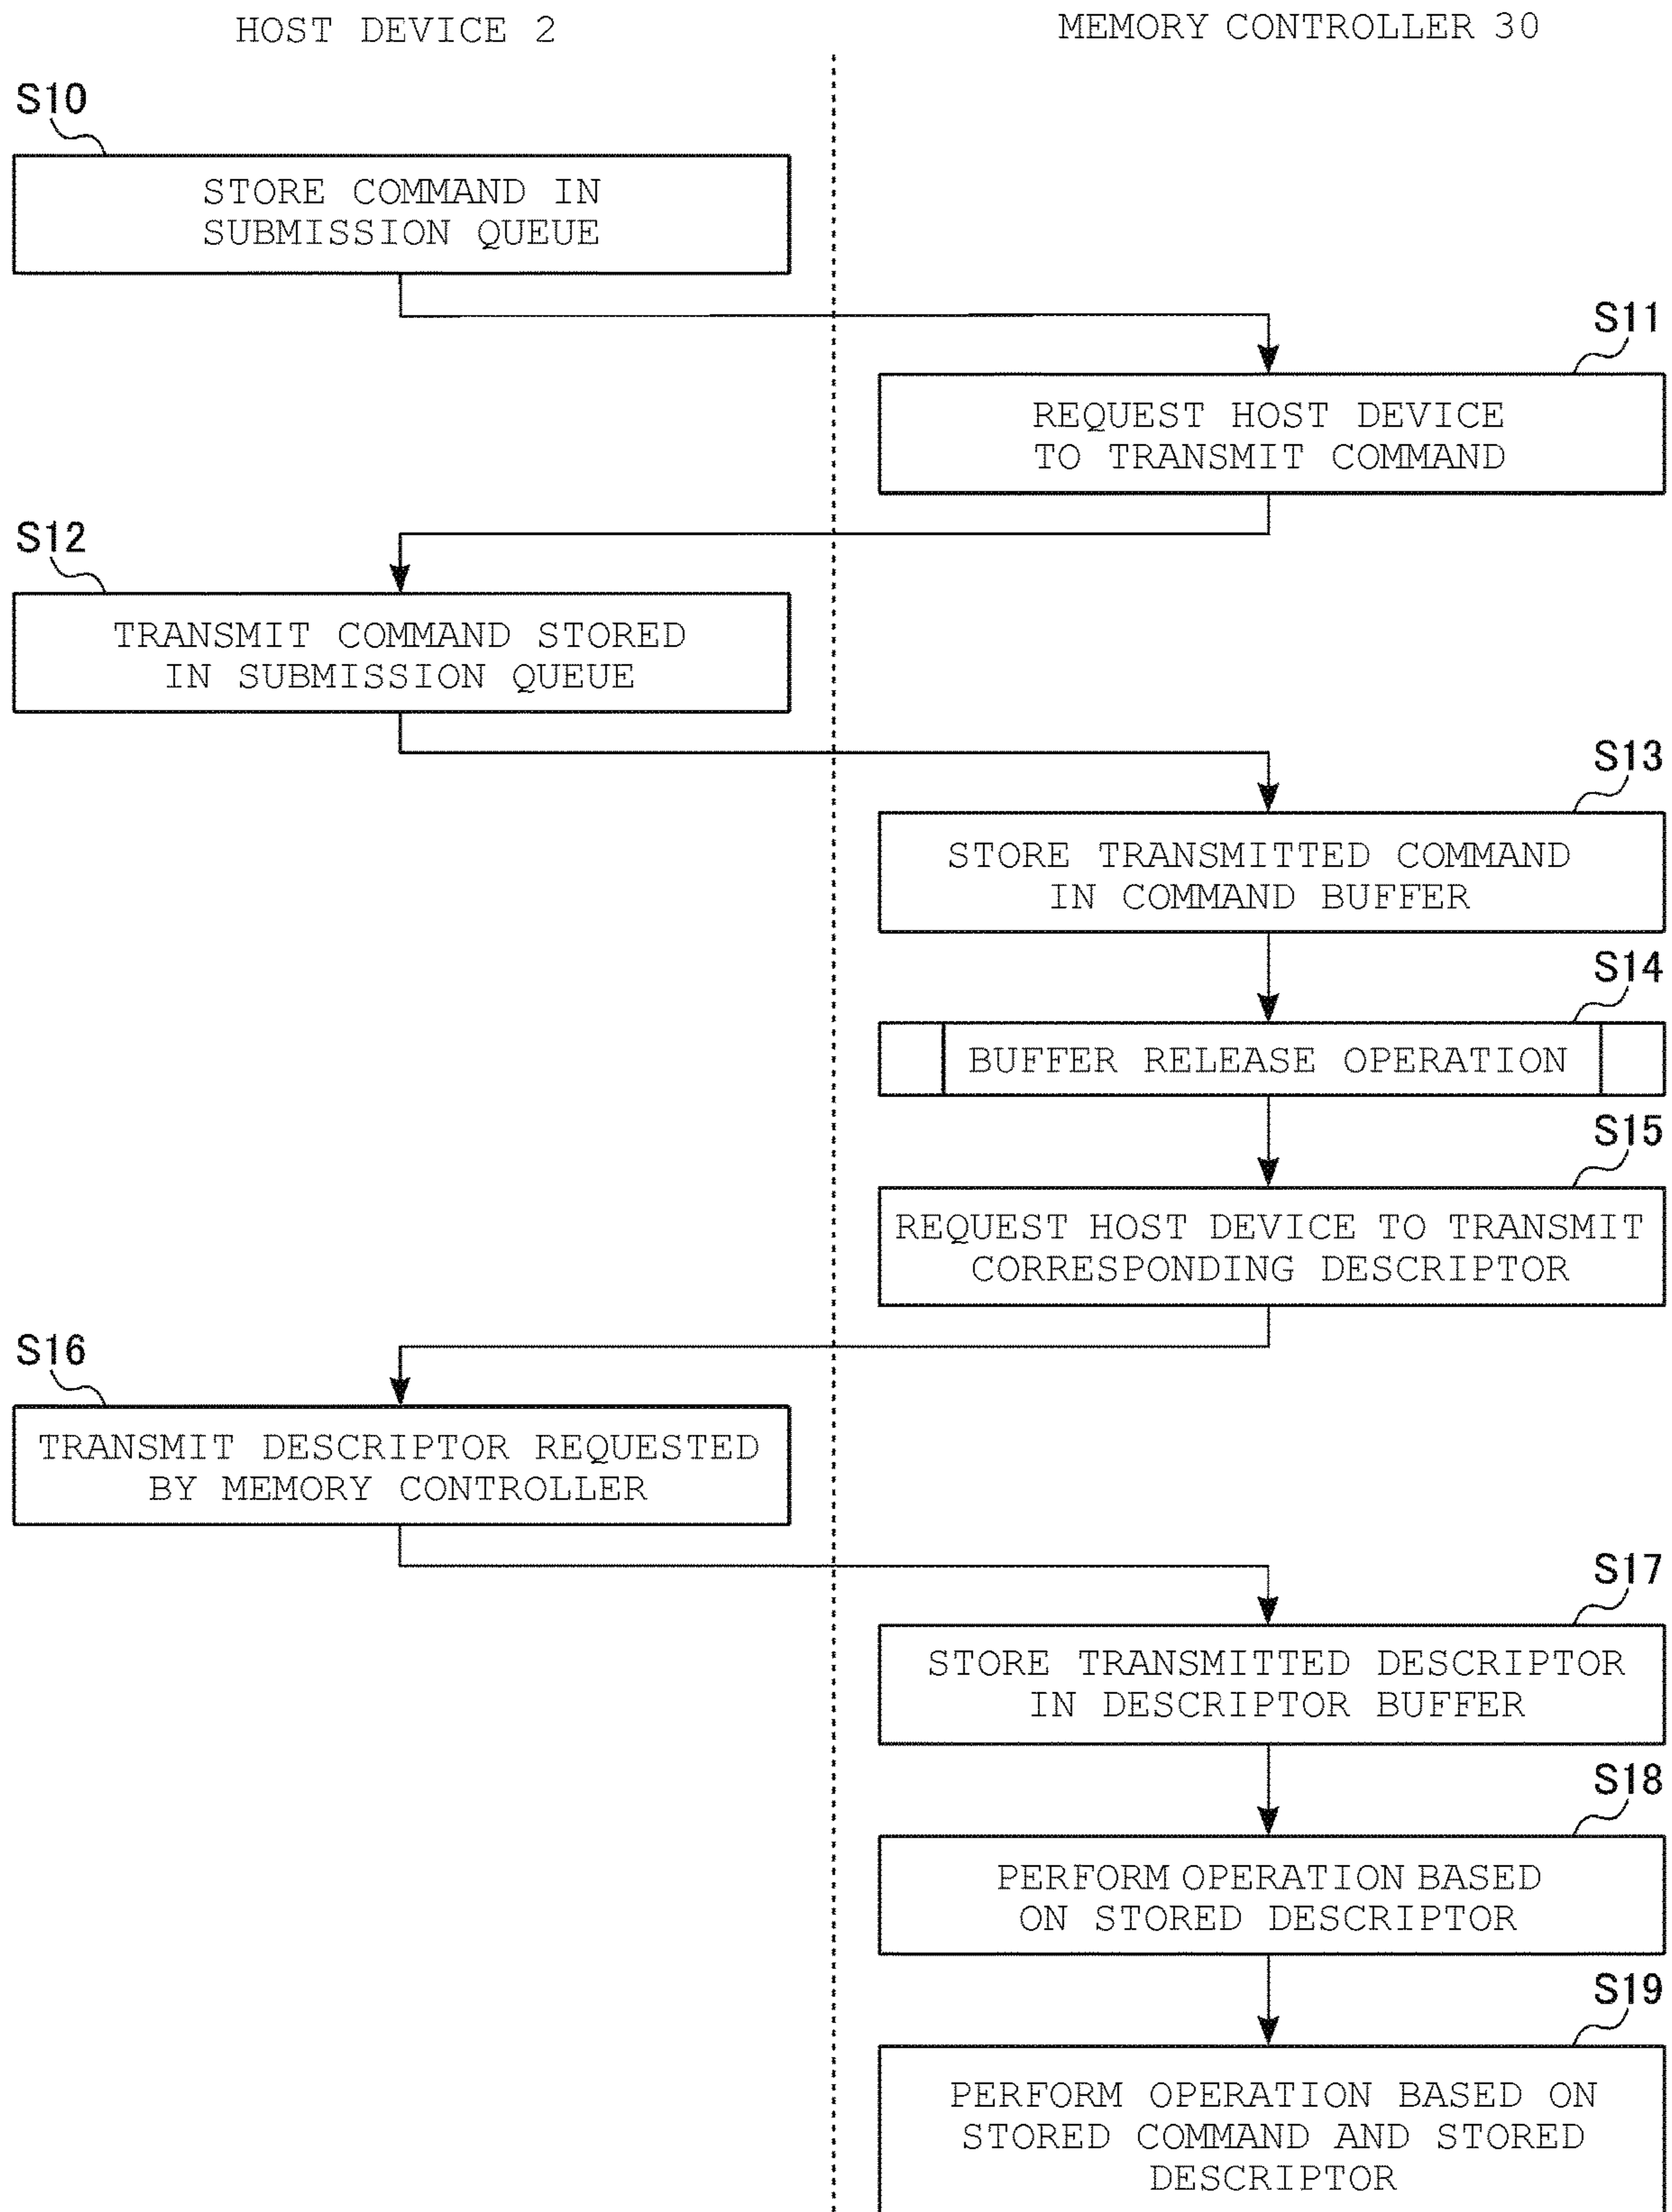 HOST DEVICE 2
MEMORY CONTROLLER 30
S10
STORE COMMAND IN
SUBMISSION QUEUE
S11
REQUEST HOST DEVICE
TO TRANSMIT COMMAND
S12
TRANSMIT COMMAND STORED
IN SUBMISSION QUEUE
S13
STORE TRANSMITTED COMMAND
IN COMMAND BUFFER
S14
BUFFER RELEASE OPERATION
S15
REQUEST HOST DEVICE TO TRANSMIT
CORRESPONDING DESCRIPTOR
S16
TRANSMIT DESCRIPTOR REQUESTED
BY MEMORY CONTROLLER
S17
STORE TRANSMITTED DESCRIPTOR
IN DESCRIPTOR BUFFER
S18
PERFORM OPERATION BASED
ON STORED DESCRIPTOR
S19
PERFORM OPERATION BASED ON
STORED COMMAND AND STORED
DESCRIPTOR